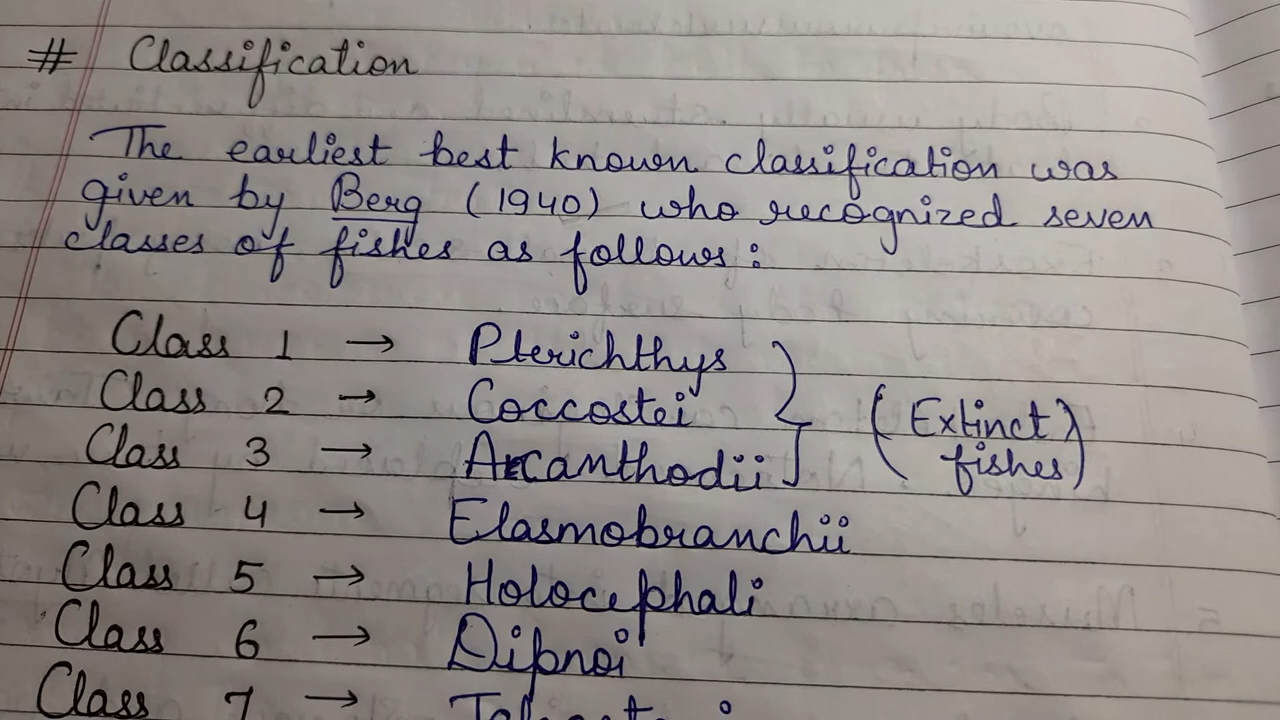 # Classification
The earliest best known classification was
given by Berg (1940) who recognized seven
classes of fishes as follows:
Class 1 → Pterichthys
Class 2 → Coccostei
Class 3 → Acanthodii
(Extinct fishes)
Class 4 → Elasmobranchii
Class 5 → Holocephali
Class 6 → Dipnoi
Class 7 →